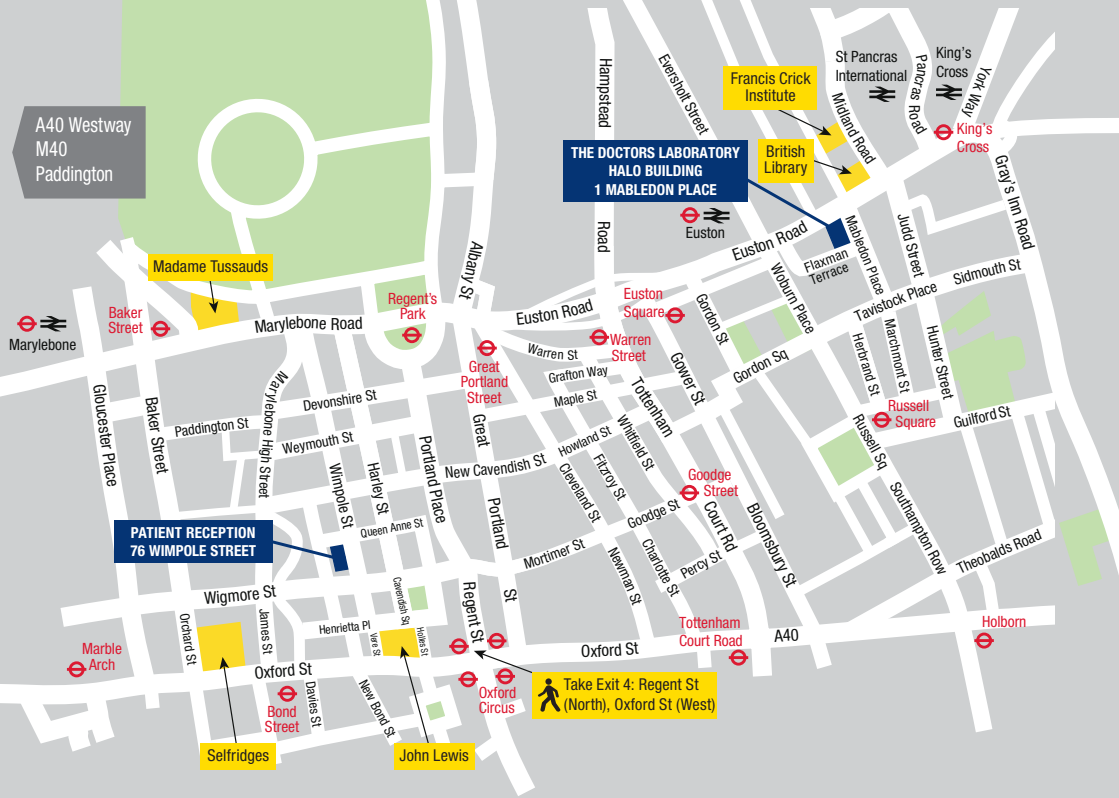 A40 Westway
M40
Paddington
Hampstead
Road
Eversholt Street
Francis Crick
Institute
St Pancras
International
King's
Cross
Pancras Road
York Way
Midland Road
King's
Cross
THE DOCTORS LABORATORY
HALO BUILDING
1 MABLEDON PLACE
British
Library
Gray's Inn Road
Euston
Euston Road
Mabledon Place
Judd Street
Flaxman
Terrace
Sidmouth St
Albany St
Madame Tussauds
Woburn Place
Tavistock Place
Baker
Street
Marylebone
Marylebone Road
Regent's
Park
Euston Road
Euston
Square
Gordon St
Warren
Street
Warren St
Great
Portland
Street
Grafton Way
Maple St
Gower St
Gordon Sq
Herbrand St
Marchmont St
Hunter Street
Russell
Square
Guilford St
Gloucester Place
Baker Street
Marylebone High Street
Paddington St
Devonshire St
Weymouth St
Wimpole St
Harley St
Portland Place
Great
Portland
St
New Cavendish St
Howland St
Tottenham
Court Rd
Whitfield St
Fitzroy St
Cleveland St
Goodge
Street
Goodge St
Russell Sq
Southampton Row
Bloomsbury St
Theobalds Road
PATIENT RECEPTION
76 WIMPOLE STREET
Queen Anne St
Mortimer St
Newman St
Charlotte St
Percy St
Wigmore St
Cavendish Sq
Regent St
Orchard St
James St
Henrietta Pl
Vere St
Holles St
Tottenham
Court Road
A40
Holborn
Marble
Arch
Oxford St
Oxford St
Bond
Street
Davies St
New Bond St
Oxford
Circus
Take Exit 4: Regent St
(North), Oxford St (West)
Selfridges
John Lewis